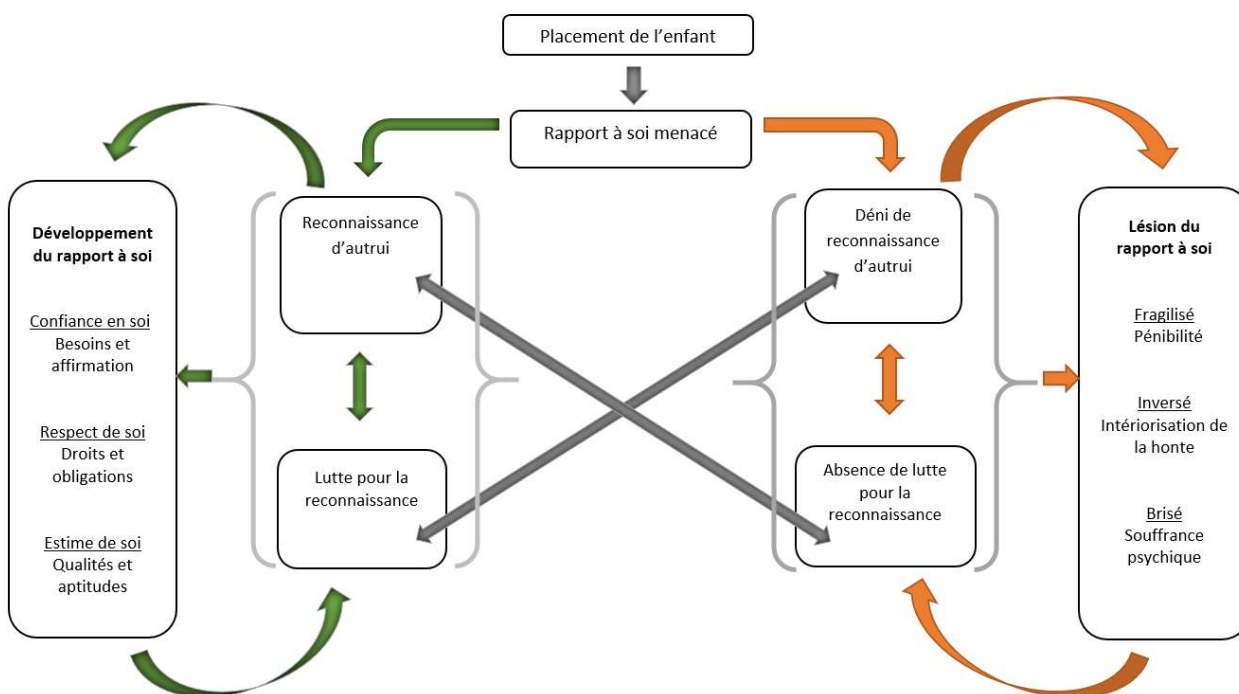 Placement de l’enfant
Rapport à soi menacé
Développement
du rapport à soi
Confiance en soi
Besoins et
affirmation
Respect de soi
Droits et
obligations
Estime de soi
Qualités et
aptitudes
Reconnaissance
d’autrui
Lutte pour la
reconnaissance
Déni de
reconnaissance
d’autrui
Absence de lutte
pour la
reconnaissance
Lésion du
rapport à soi
Fragilisé
Pénibilité
Inversé
Intériorisation de
la honte
Brisé
Souffrance
psychique